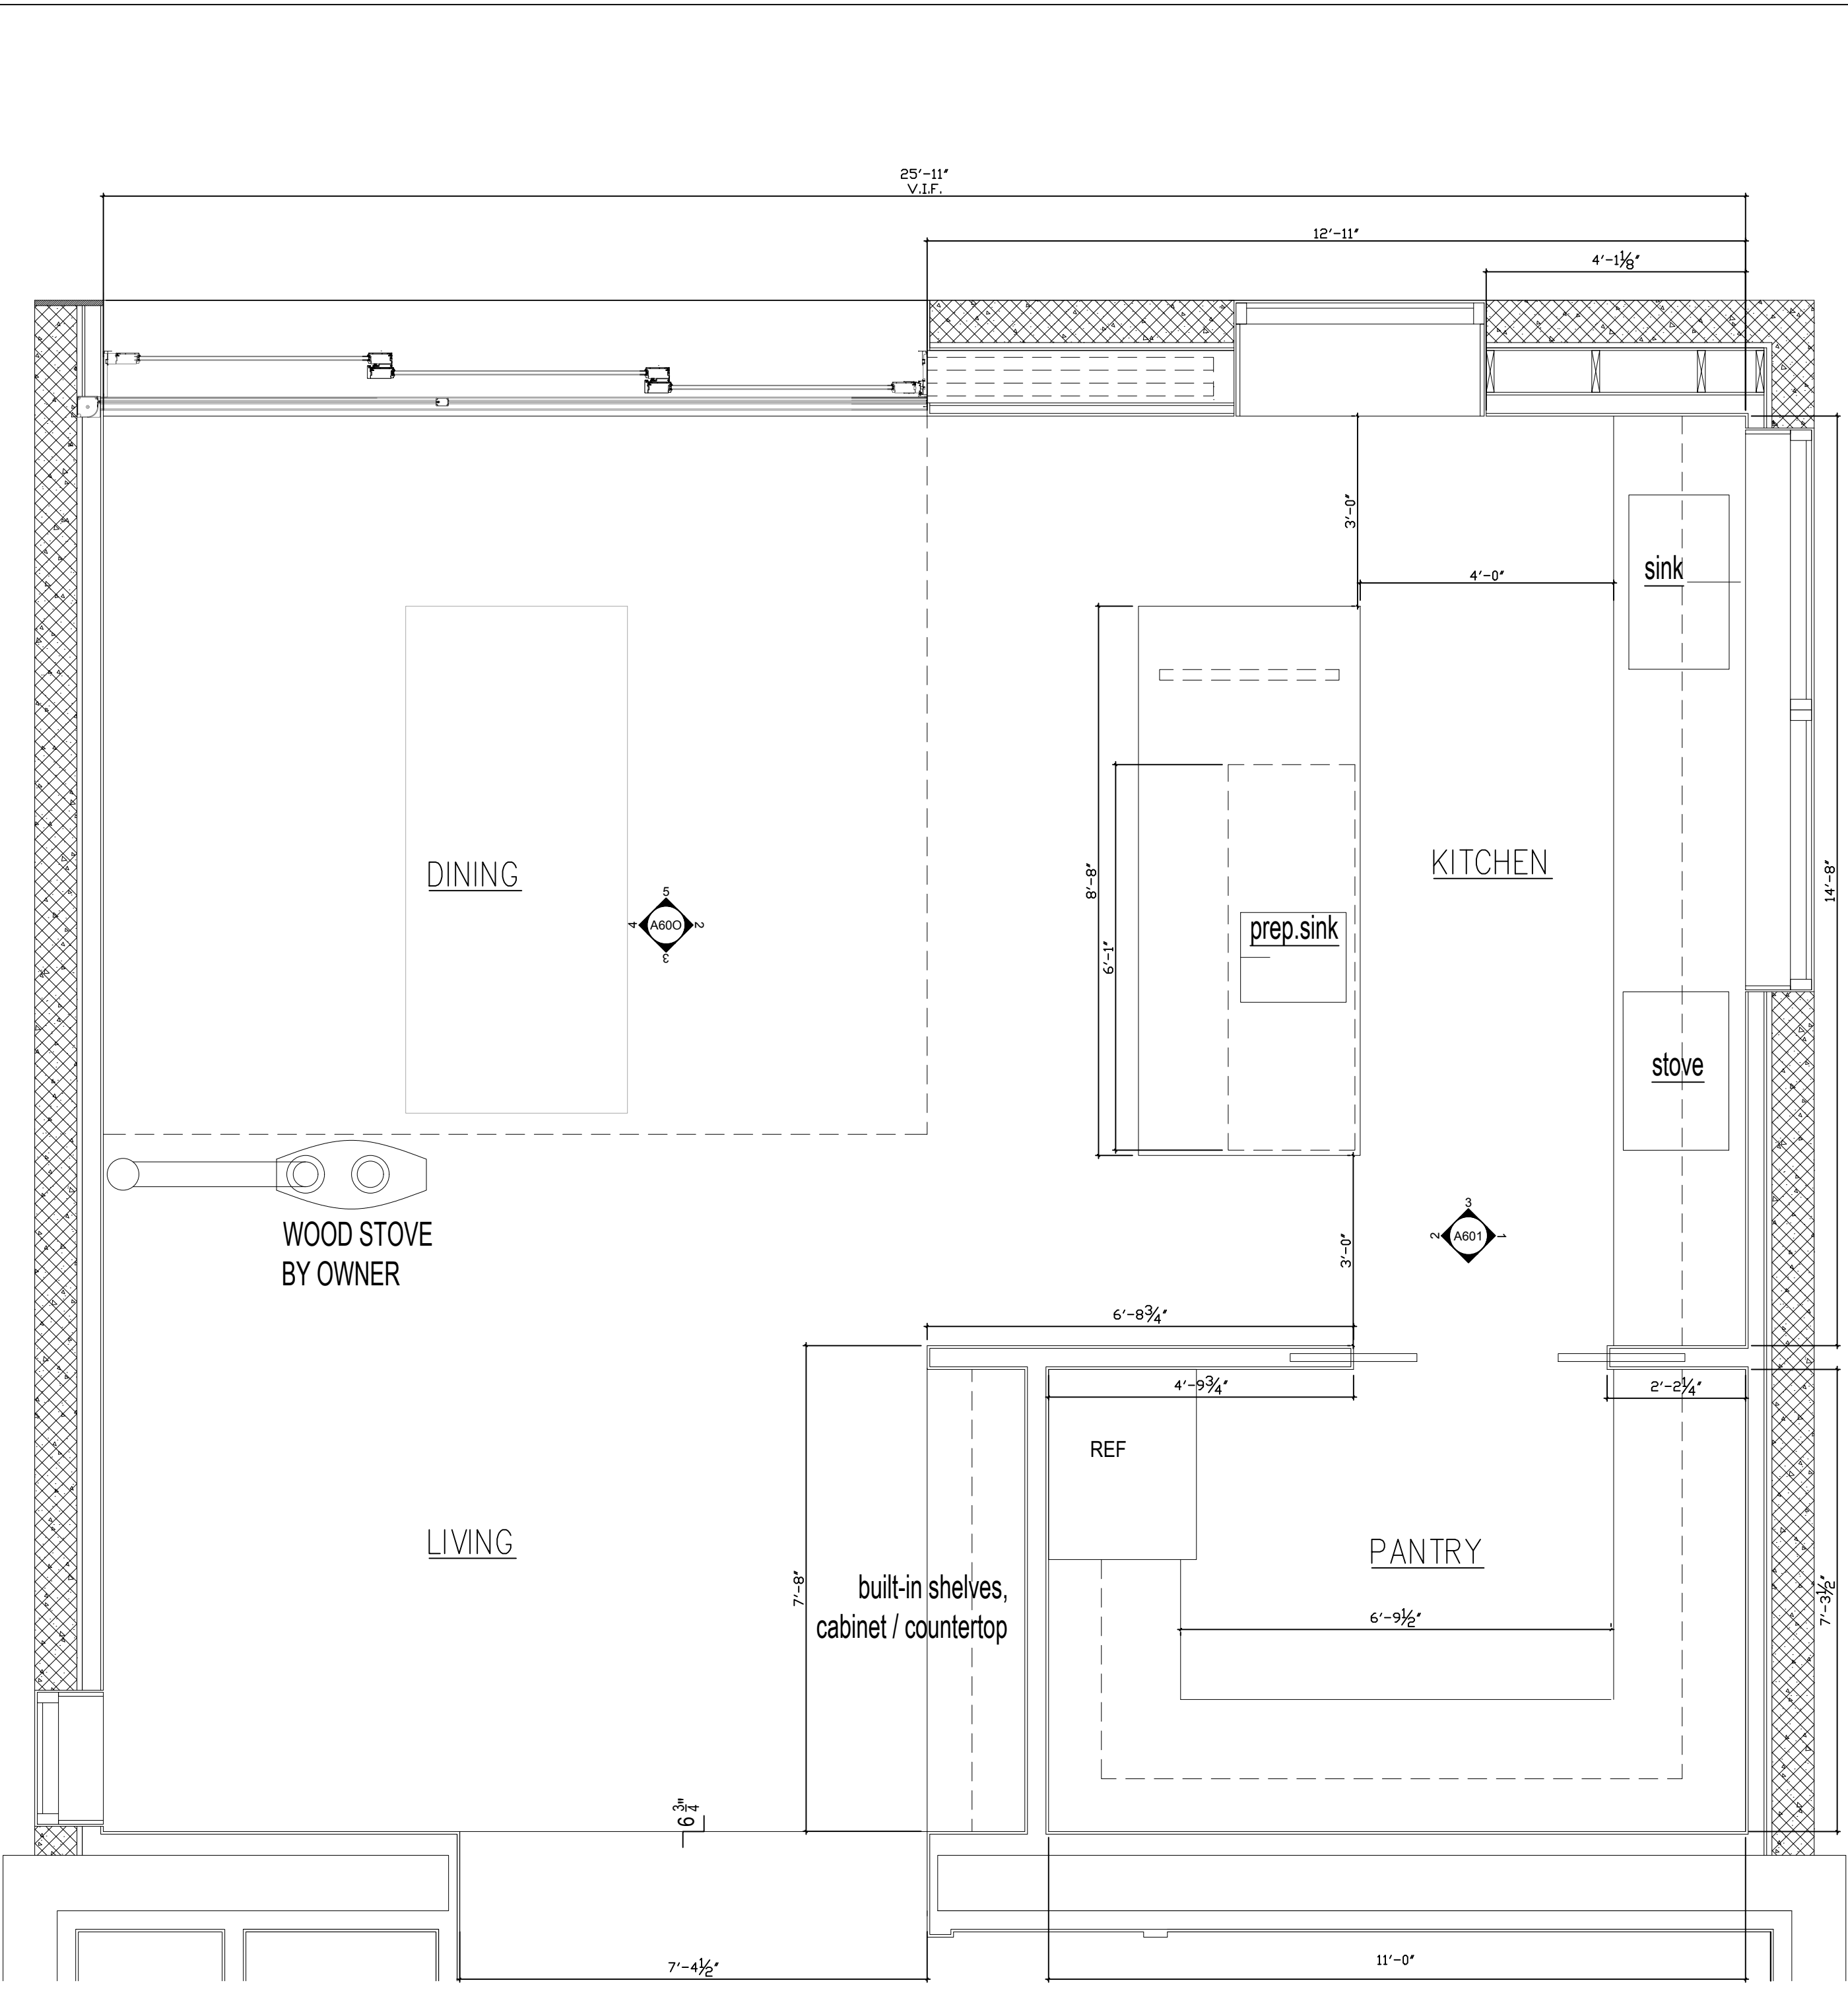 25'-11"
V.I.F.
12'-11"
4'-1⅛"
3'-0"
4'-0"
sink
8'-8"
6'-1"
prep.sink
KITCHEN
14'-8"
DINING
5
4
A60O
2
3
stove
WOOD STOVE
BY OWNER
3'-0"
3
2
A601
1
6'-8¾"
4'-9¾"
2'-2¼"
REF
LIVING
PANTRY
7'-8"
built-in shelves,
cabinet / countertop
6'-9½"
7'-3½"
6 ¾"
7'-4½"
11'-0"